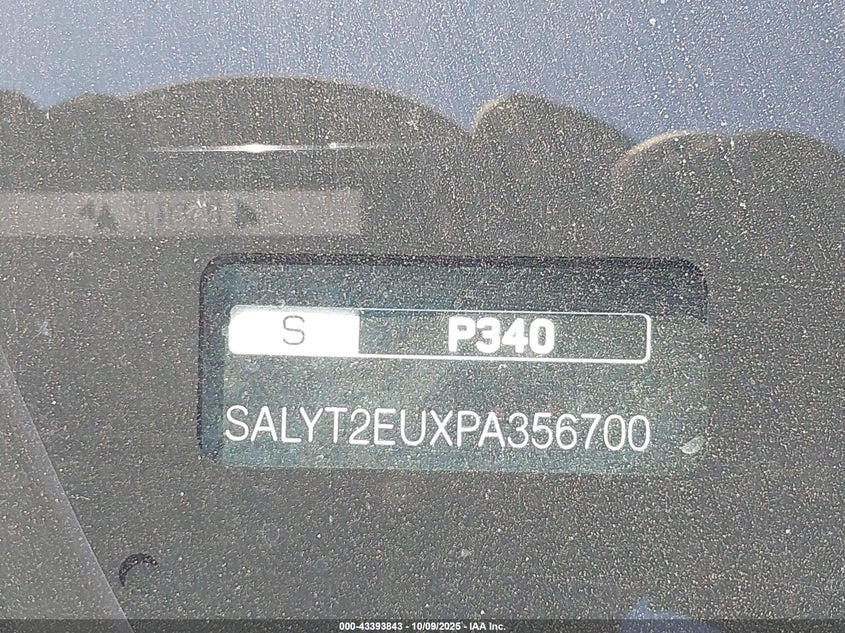 S P340
SALYT2EUXPA356700
000-43393843 - 10/09/2025 - IAA Inc.